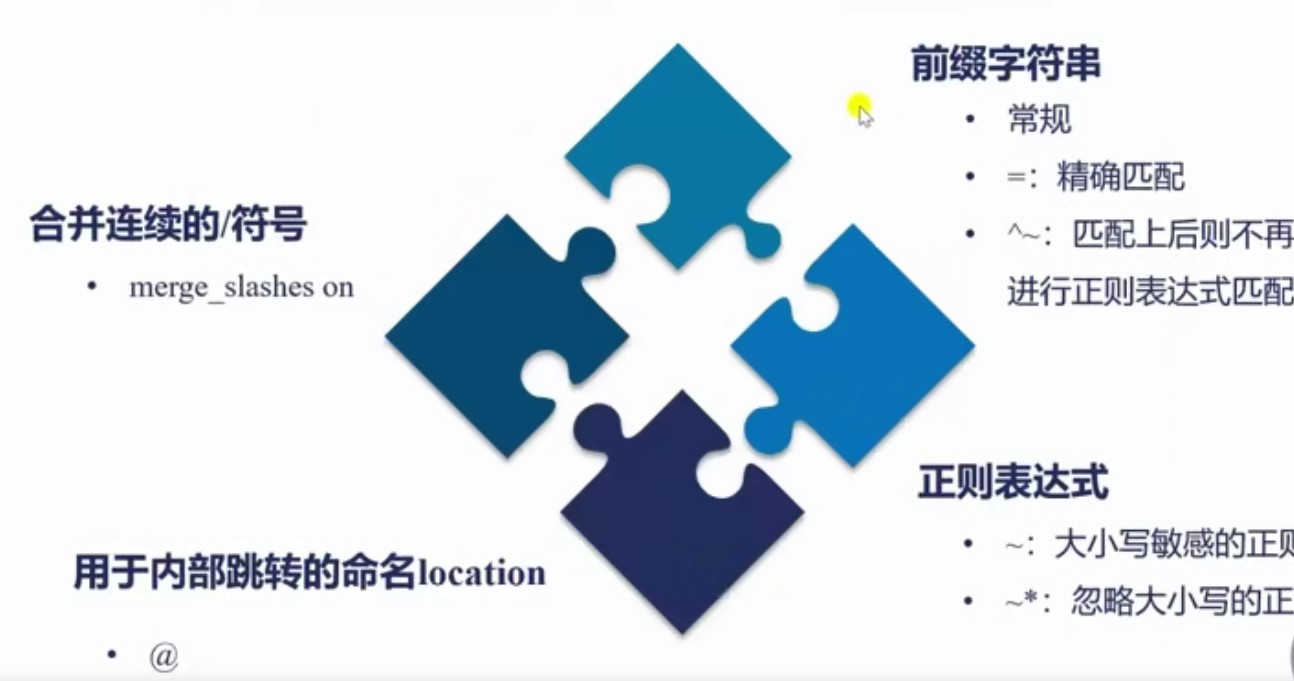 前缀字符串
• 常规
• =：精确匹配
• ^~：匹配上后则不再
进行正则表达式匹配
合并连续的/符号
• merge_slashes on
正则表达式
• ~：大小写敏感的正则
• ~*：忽略大小写的正
用于内部跳转的命名location
• @